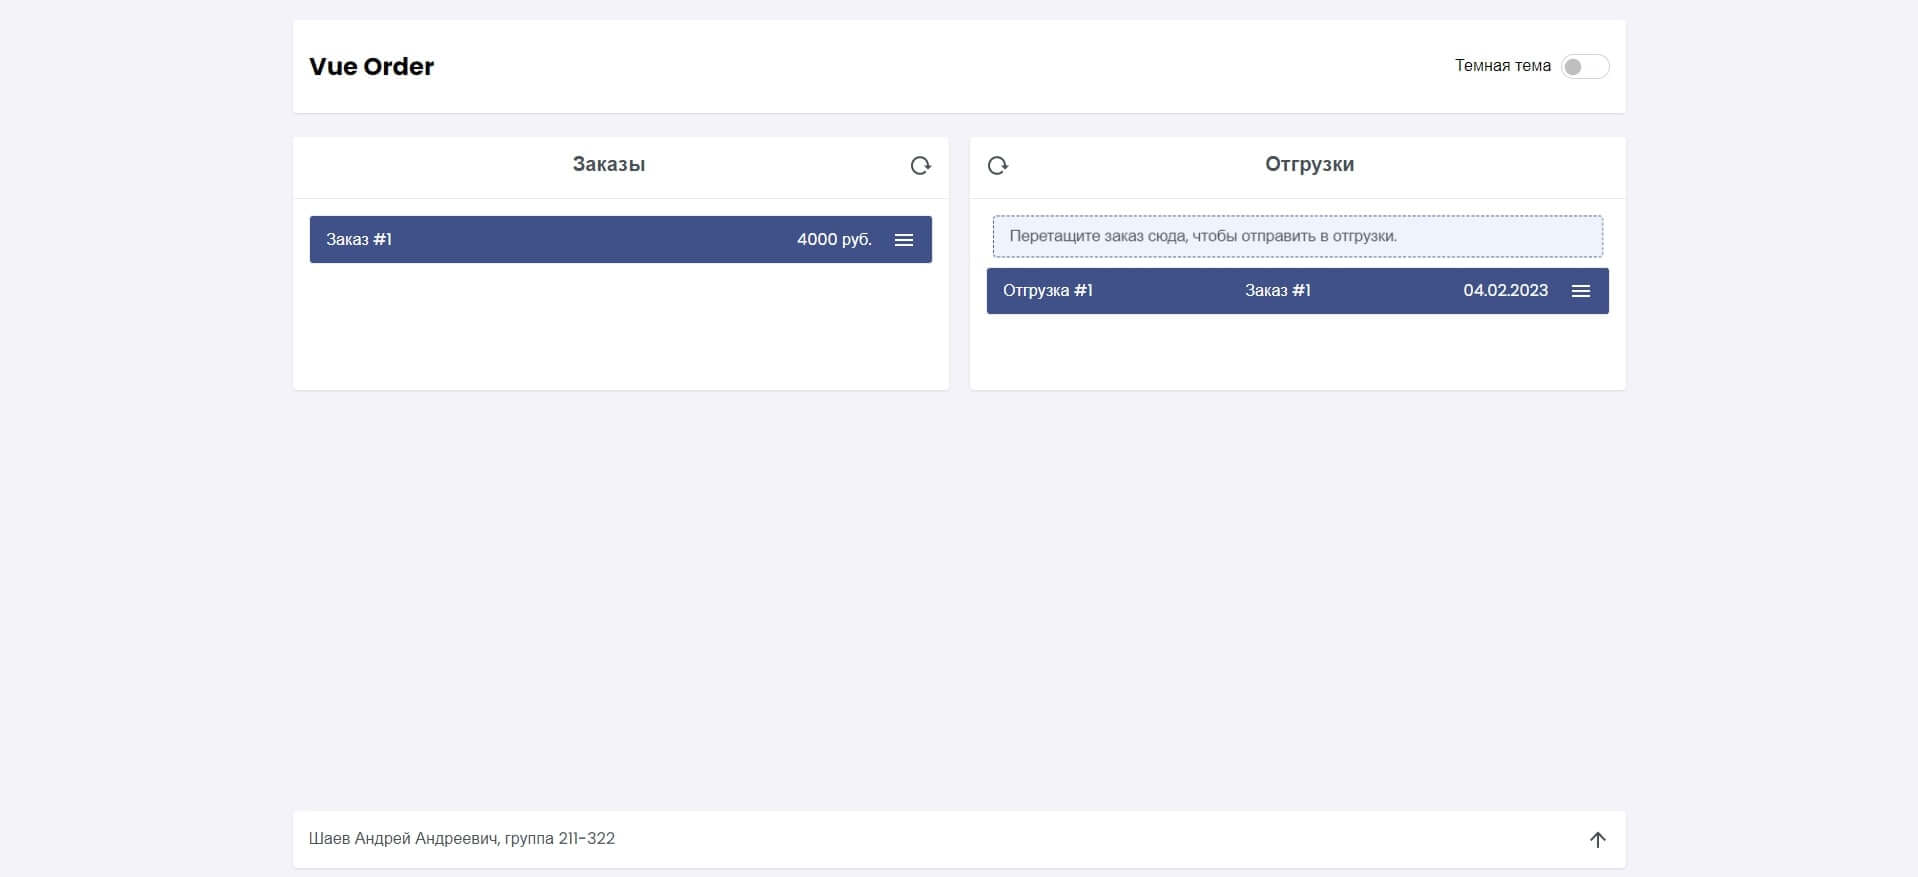 Vue Order
Темная тема
Заказы
Заказ #1 4000 руб.
Отгрузки
Перетащите заказ сюда, чтобы отправить в отгрузки.
Отгрузка #1 Заказ #1 04.02.2023
Шаев Андрей Андреевич, группа 211-322